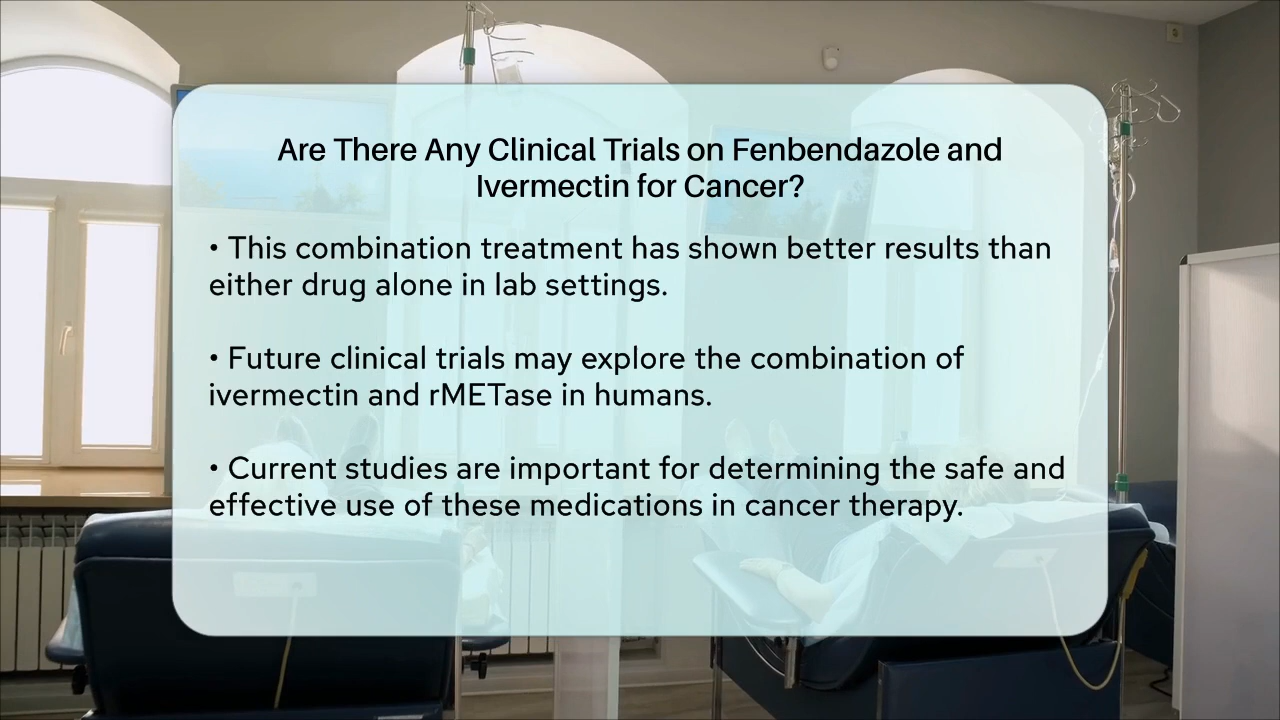 Are There Any Clinical Trials on Fenbendazole and
Ivermectin for Cancer?
• This combination treatment has shown better results than
either drug alone in lab settings.
• Future clinical trials may explore the combination of
ivermectin and rMETase in humans.
• Current studies are important for determining the safe and
effective use of these medications in cancer therapy.